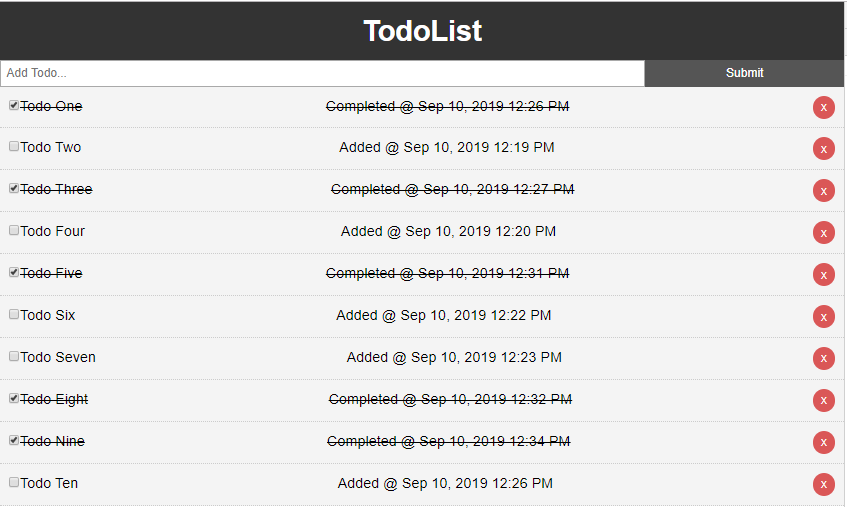 TodoList
Add Todo... Submit
Todo One Completed @ Sep 10, 2019 12:26 PM x
Todo Two Added @ Sep 10, 2019 12:19 PM x
Todo Three Completed @ Sep 10, 2019 12:27 PM x
Todo Four Added @ Sep 10, 2019 12:20 PM x
Todo Five Completed @ Sep 10, 2019 12:31 PM x
Todo Six Added @ Sep 10, 2019 12:22 PM x
Todo Seven Added @ Sep 10, 2019 12:23 PM x
Todo Eight Completed @ Sep 10, 2019 12:32 PM x
Todo Nine Completed @ Sep 10, 2019 12:34 PM x
Todo Ten Added @ Sep 10, 2019 12:26 PM x